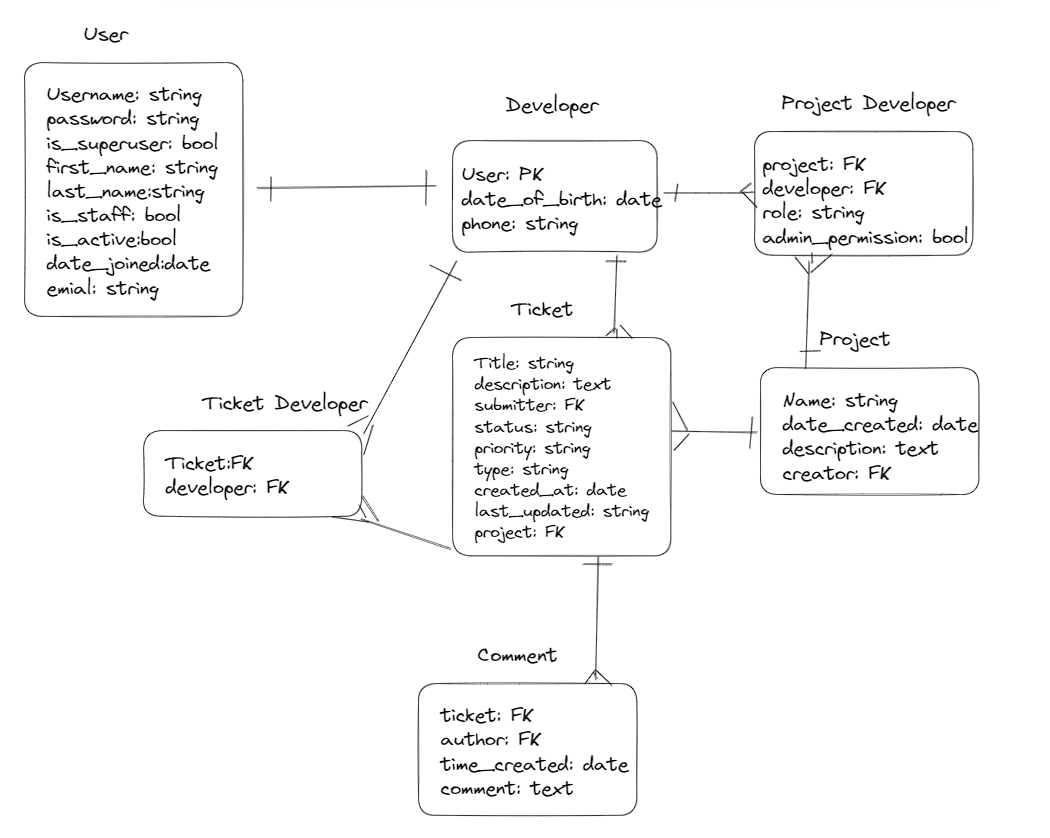 User
Username: string
password: string
is_superuser: bool
first_name: string
last_name:string
is_staff: bool
is_active:bool
date_joined:date
emial: string
Developer
User: PK
date_of_birth: date
phone: string
Project Developer
project: FK
developer: FK
role: string
admin_permission: bool
Ticket
Title: string
description: text
submitter: FK
status: string
priority: string
type: string
created_at: date
last_updated: string
project: FK
Project
Name: string
date_created: date
description: text
creator: FK
Ticket Developer
Ticket:FK
developer: FK
Comment
ticket: FK
author: FK
time_created: date
comment: text